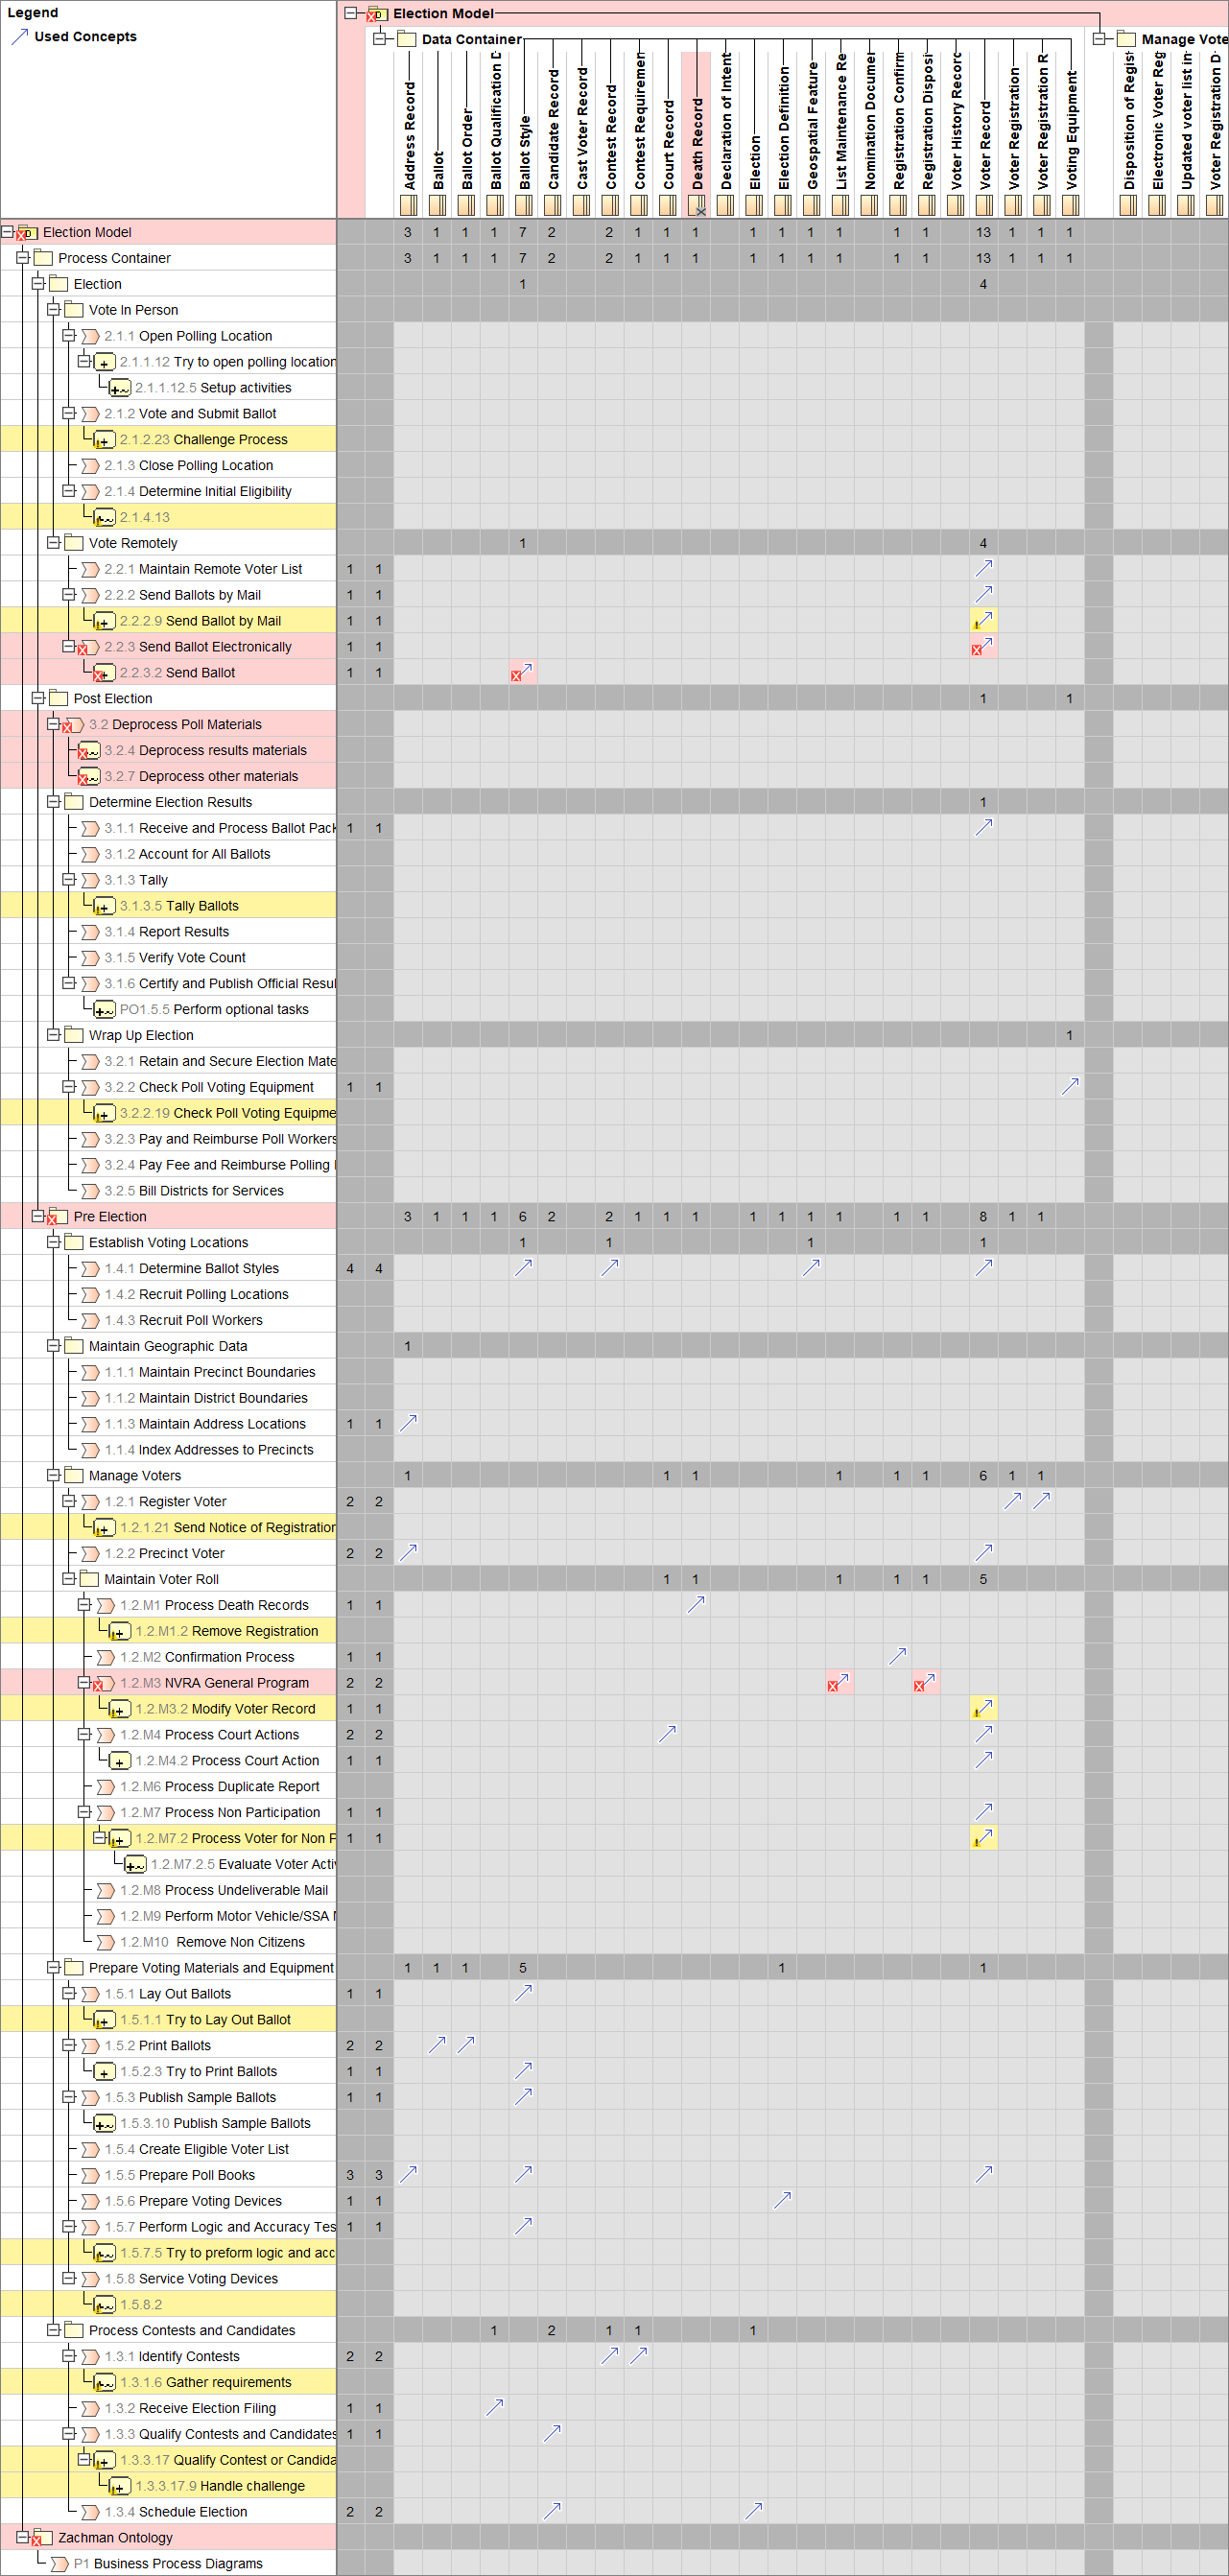 Legend
Used Concepts
Election Model
Data Container
Manage Vote
Address Record
Ballot
Ballot Order
Ballot Qualification D
Ballot Style
Candidate Record
Cast Voter Record
Contest Record
Contest Requiremen
Court Record
Death Record
Declaration of Intent
Election
Election Definition
Geospatial Feature
List Maintenance Re
Nomination Documen
Registration Confirm
Registration Disposi
Voter History Record
Voter Record
Voter Registration
Voter Registration R
Voting Equipment
Disposition of Regist
Electronic Voter Reg
Updated voter list in
Voter Registration D
Election Model 3 1 1 1 7 2 2 1 1 1 1 1 1 1 1 1 13 1 1 1
Process Container 3 1 1 1 7 2 2 1 1 1 1 1 1 1 1 1 13 1 1 1
Election 1 4
Vote In Person
2.1.1 Open Polling Location
2.1.1.12 Try to open polling location
2.1.1.12.5 Setup activities
2.1.2 Vote and Submit Ballot
2.1.2.23 Challenge Process
2.1.3 Close Polling Location
2.1.4 Determine Initial Eligibility
2.1.4.13
Vote Remotely 1 4
2.2.1 Maintain Remote Voter List 1 1
2.2.2 Send Ballots by Mail 1 1
2.2.2.9 Send Ballot by Mail 1 1
2.2.3 Send Ballot Electronically 1 1
2.2.3.2 Send Ballot 1 1
Post Election 1 1
3.2 Deprocess Poll Materials
3.2.4 Deprocess results materials
3.2.7 Deprocess other materials
Determine Election Results 1
3.1.1 Receive and Process Ballot Pack 1 1
3.1.2 Account for All Ballots
3.1.3 Tally
3.1.3.5 Tally Ballots
3.1.4 Report Results
3.1.5 Verify Vote Count
3.1.6 Certify and Publish Official Resul
PO1.5.5 Perform optional tasks
Wrap Up Election 1
3.2.1 Retain and Secure Election Mate
3.2.2 Check Poll Voting Equipment 1 1
3.2.2.19 Check Poll Voting Equipme
3.2.3 Pay and Reimburse Poll Workers
3.2.4 Pay Fee and Reimburse Polling
3.2.5 Bill Districts for Services
Pre Election 3 1 1 1 6 2 2 1 1 1 1 1 1 1 1 1 8 1 1
Establish Voting Locations 1 1 1 1
1.4.1 Determine Ballot Styles 4 4
1.4.2 Recruit Polling Locations
1.4.3 Recruit Poll Workers
Maintain Geographic Data 1
1.1.1 Maintain Precinct Boundaries
1.1.2 Maintain District Boundaries
1.1.3 Maintain Address Locations 1 1
1.1.4 Index Addresses to Precincts
Manage Voters 1 1 1 1 1 1 6 1 1
1.2.1 Register Voter 2 2
1.2.1.21 Send Notice of Registration
1.2.2 Precinct Voter 2 2
Maintain Voter Roll 1 1 1 1 1 5
1.2.M1 Process Death Records 1 1
1.2.M1.2 Remove Registration
1.2.M2 Confirmation Process 1 1
1.2.M3 NVRA General Program 2 2
1.2.M3.2 Modify Voter Record 1 1
1.2.M4 Process Court Actions 2 2
1.2.M4.2 Process Court Action 1 1
1.2.M6 Process Duplicate Report
1.2.M7 Process Non Participation 1 1
1.2.M7.2 Process Voter for Non P 1 1
1.2.M7.2.5 Evaluate Voter Acti
1.2.M8 Process Undeliverable Mail
1.2.M9 Perform Motor Vehicle/SSA
1.2.M10 Remove Non Citizens
Prepare Voting Materials and Equipment 1 1 1 5 1 1
1.5.1 Lay Out Ballots 1 1
1.5.1.1 Try to Lay Out Ballot
1.5.2 Print Ballots 2 2
1.5.2.3 Try to Print Ballots 1 1
1.5.3 Publish Sample Ballots 1 1
1.5.3.10 Publish Sample Ballots
1.5.4 Create Eligible Voter List
1.5.5 Prepare Poll Books 3 3
1.5.6 Prepare Voting Devices 1 1
1.5.7 Perform Logic and Accuracy Tes 1 1
1.5.7.5 Try to preform logic and acc
1.5.8 Service Voting Devices
1.5.8.2
Process Contests and Candidates 1 2 1 1 1
1.3.1 Identify Contests 2 2
1.3.1.6 Gather requirements
1.3.2 Receive Election Filing 1 1
1.3.3 Qualify Contests and Candidates 1 1
1.3.3.17 Qualify Contest or Candida
1.3.3.17.9 Handle challenge
1.3.4 Schedule Election 2 2
Zachman Ontology
P1 Business Process Diagrams